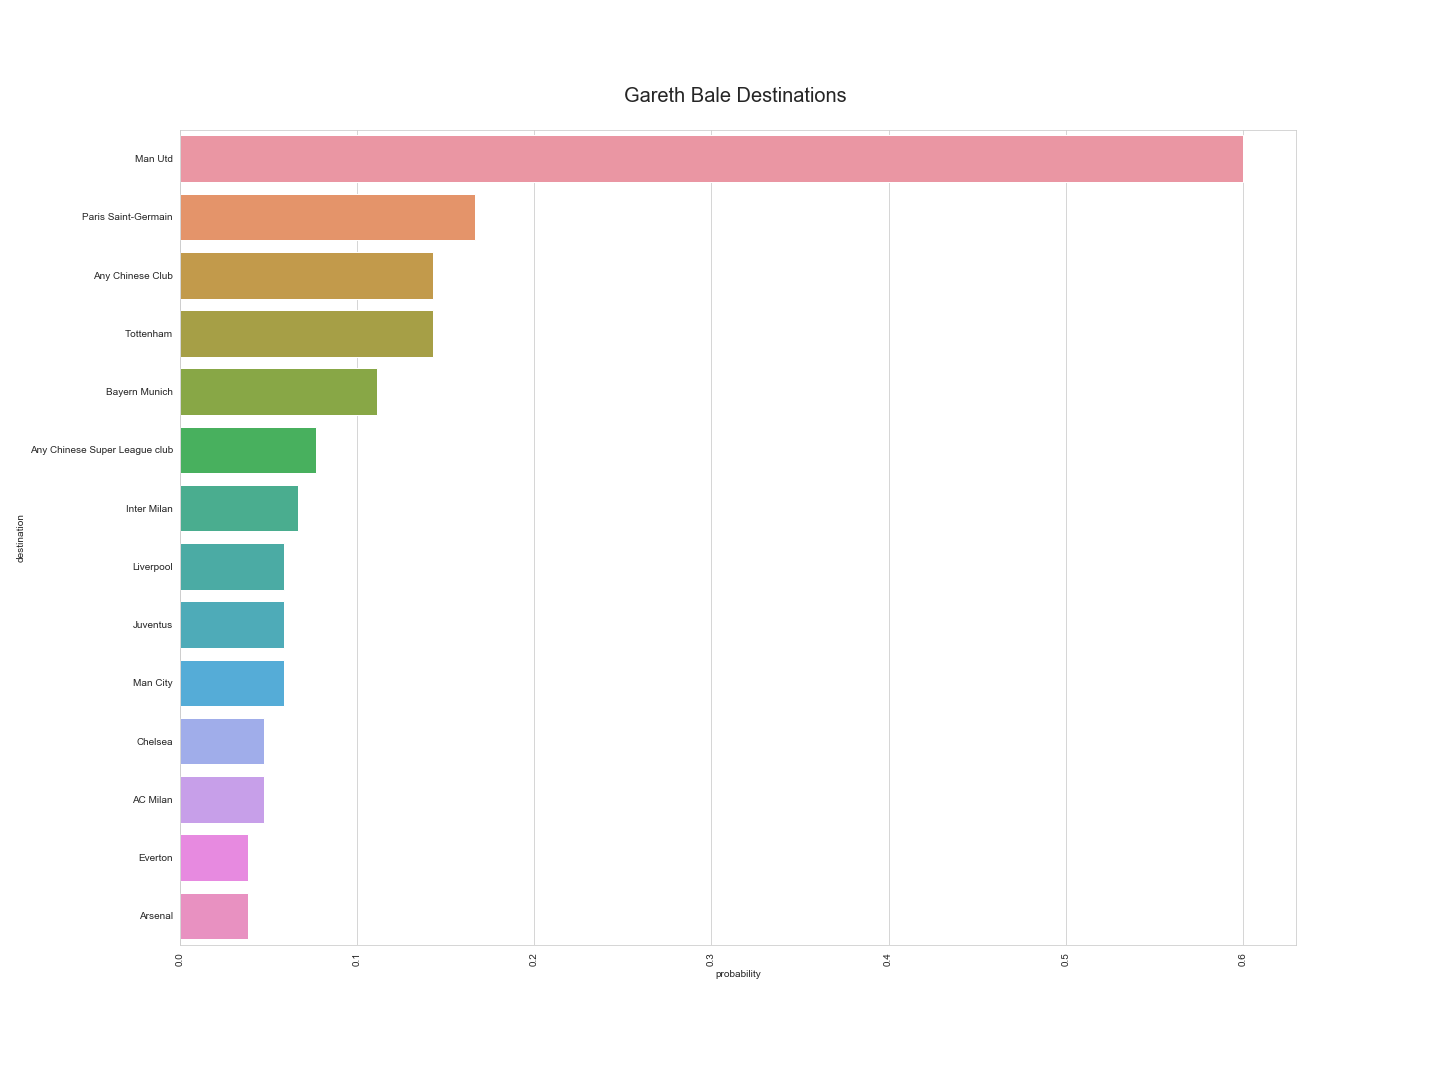 Gareth Bale Destinations
destination
Man Utd
Paris Saint-Germain
Any Chinese Club
Tottenham
Bayern Munich
Any Chinese Super League club
Inter Milan
Liverpool
Juventus
Man City
Chelsea
AC Milan
Everton
Arsenal
0.0 0.1 0.2 0.3 0.4 0.5 0.6
probability